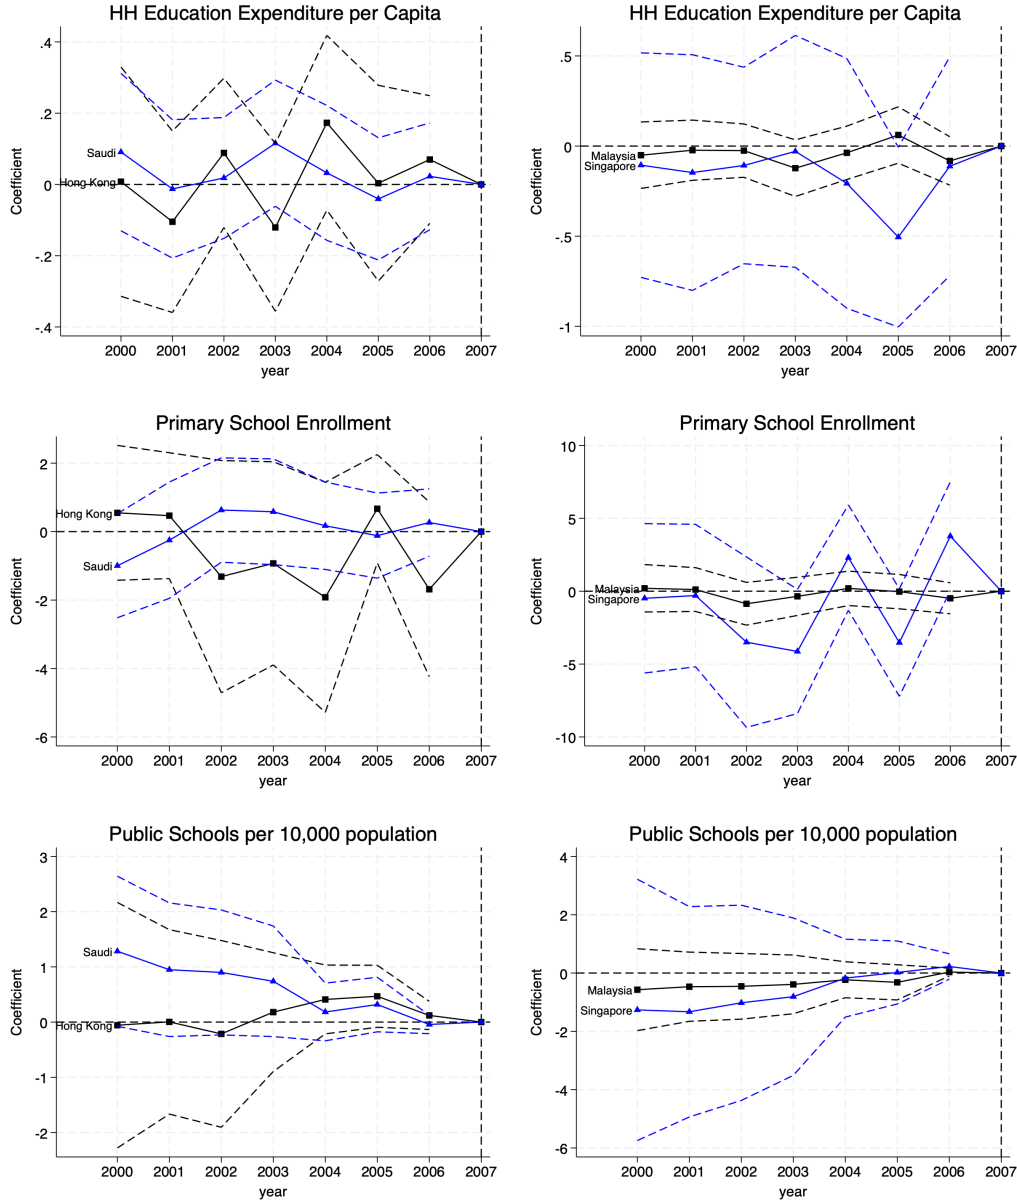 HH Education Expenditure per Capita
.4
.2
0
-.2
-.4
Coefficient
Saudi
Hong Kong
2000 2001 2002 2003 2004 2005 2006 2007
year
HH Education Expenditure per Capita
.5
0
-.5
-1
Coefficient
Malaysia
Singapore
2000 2001 2002 2003 2004 2005 2006 2007
year
Primary School Enrollment
2
0
-2
-4
-6
Coefficient
Hong Kong
Saudi
2000 2001 2002 2003 2004 2005 2006 2007
year
Primary School Enrollment
10
5
0
-5
-10
Coefficient
Malaysia
Singapore
2000 2001 2002 2003 2004 2005 2006 2007
year
Public Schools per 10,000 population
3
2
1
0
-1
-2
Coefficient
Saudi
Hong Kong
2000 2001 2002 2003 2004 2005 2006 2007
year
Public Schools per 10,000 population
4
2
0
-2
-4
-6
Coefficient
Malaysia
Singapore
2000 2001 2002 2003 2004 2005 2006 2007
year